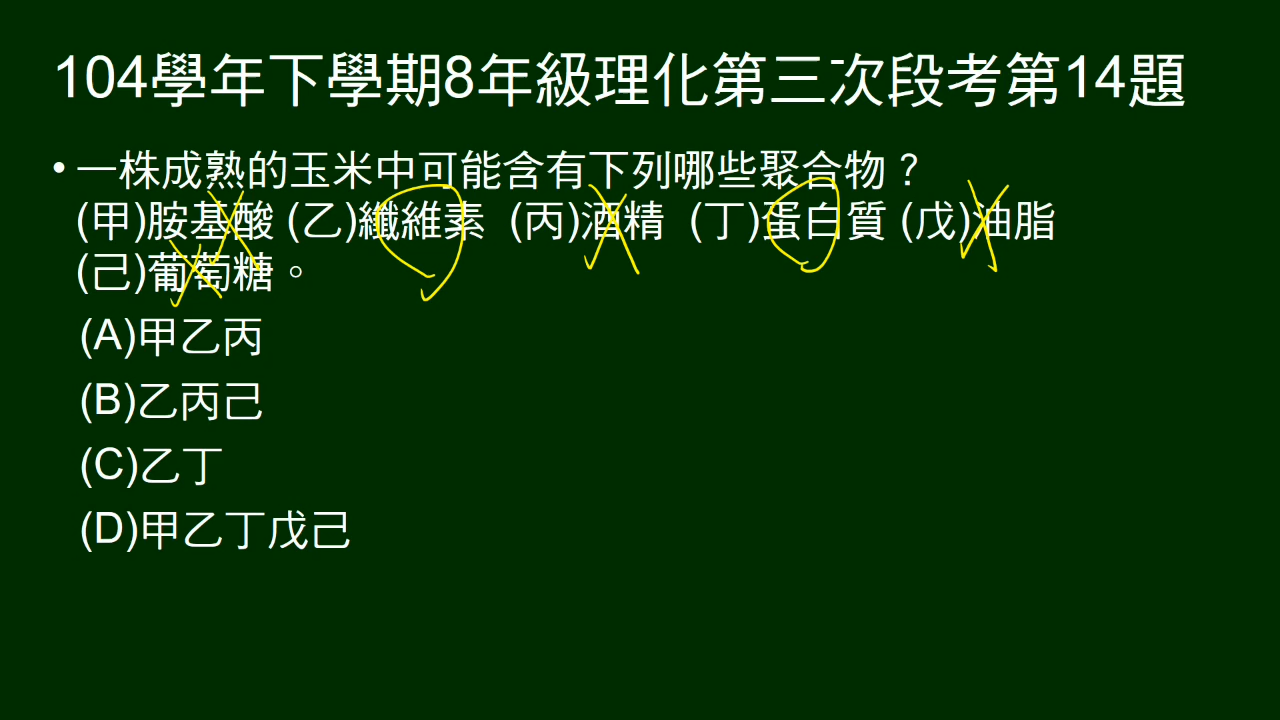 104學年下學期8年級理化第三次段考第14題
•一株成熟的玉米中可能含有下列哪些聚合物？
(甲)胺基酸 (乙)纖維素 (丙)酒精 (丁)蛋白質 (戊)油脂
(己)葡萄糖。
(A)甲乙丙
(B)乙丙己
(C)乙丁
(D)甲乙丁戊己